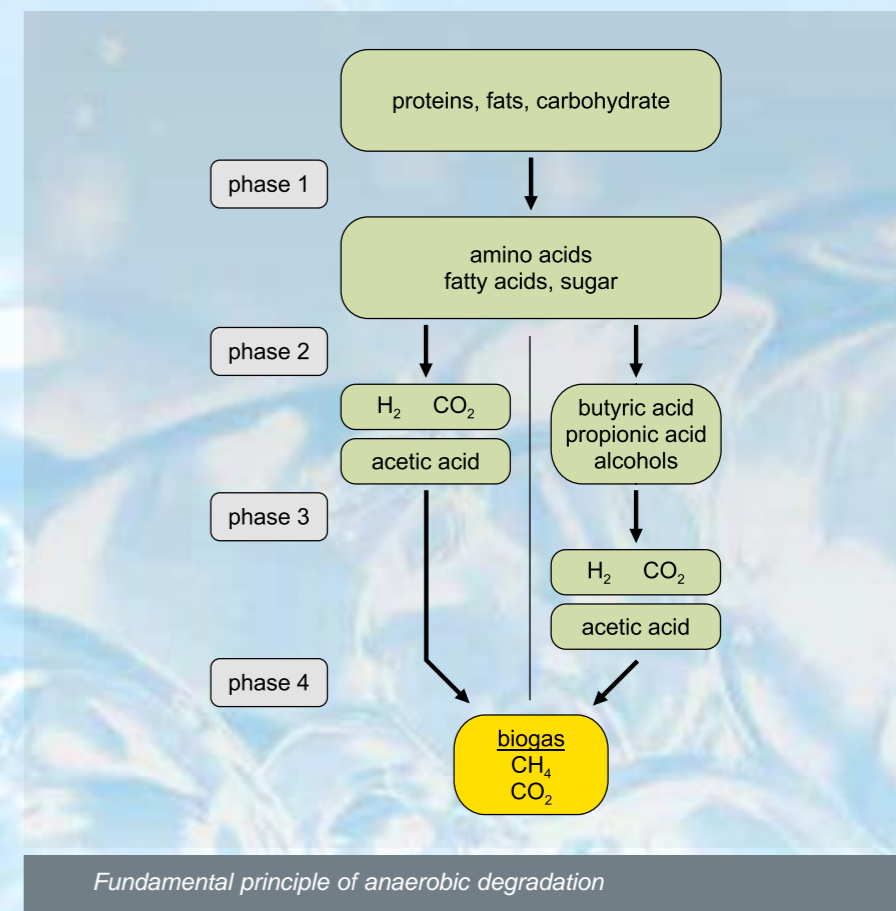 proteins, fats, carbohydrate
phase 1
amino acids
fatty acids, sugar
phase 2
H₂ CO₂
acetic acid
butyric acid
propionic acid
alcohols
phase 3
H₂ CO₂
acetic acid
phase 4
biogas
CH₄
CO₂
Fundamental principle of anaerobic degradation